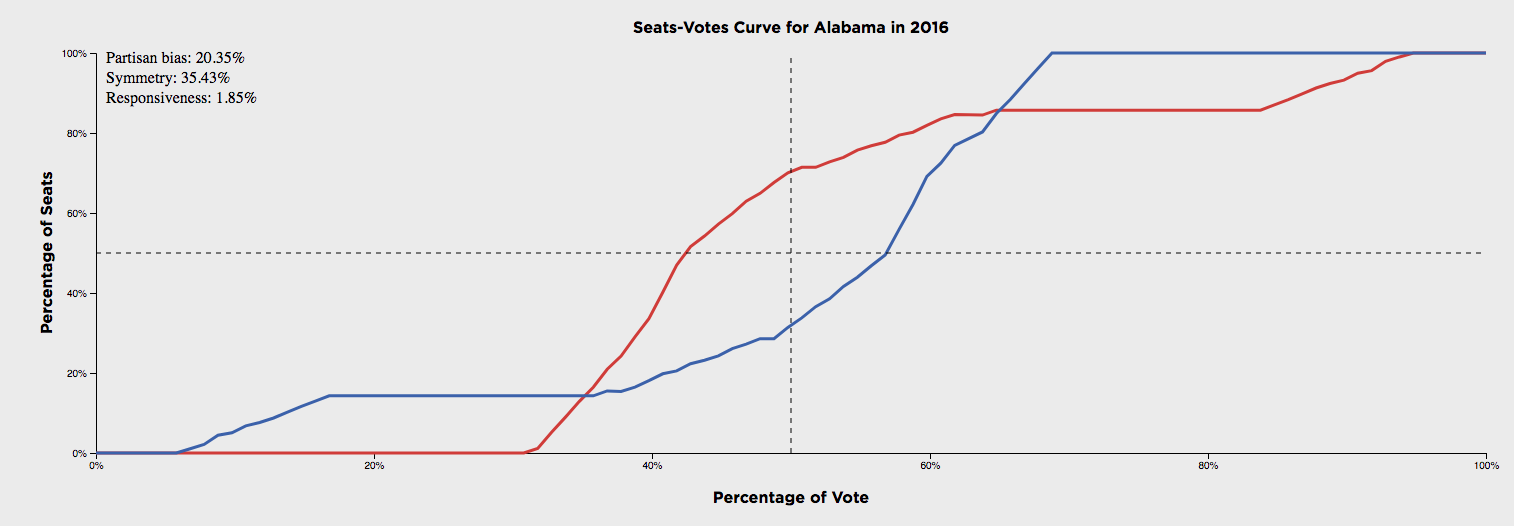 Seats-Votes Curve for Alabama in 2016
Partisan bias: 20.35%
Symmetry: 35.43%
Responsiveness: 1.85%
100%
80%
60%
40%
20%
0%
Percentage of Seats
0%
20%
40%
60%
80%
100%
Percentage of Vote